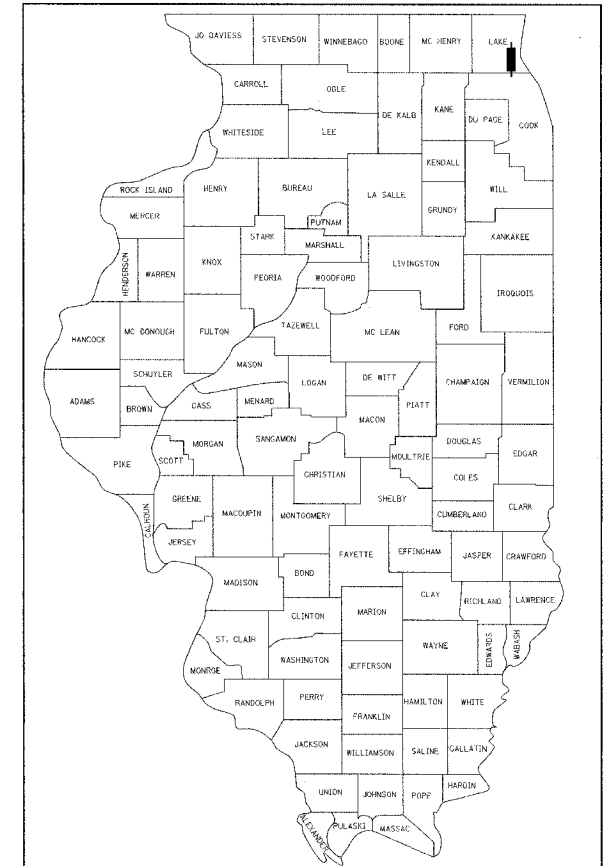 JO DAVIESS
STEVENSON
WINNEBAGO
BOONE
MC HENRY
LAKE
CARROLL
OGLE
DE KALB
KANE
DU PAGE
COOK
WHITESIDE
LEE
KENDALL
ROCK ISLAND
HENRY
BUREAU
LA SALLE
GRUNDY
WILL
MERCER
PUTNAM
STARK
MARSHALL
KANKAKEE
HENDERSON
WARREN
KNOX
PEORIA
WOODFORD
LIVINGSTON
IROQUOIS
HANCOCK
MC DONOUGH
FULTON
TAZEWELL
MC LEAN
FORD
SCHUYLER
MASON
LOGAN
DE WITT
CHAMPAIGN
VERMILION
ADAMS
BROWN
CASS
MENARD
PIATT
MACON
PIKE
SCOTT
MORGAN
SANGAMON
CHRISTIAN
MOULTRIE
DOUGLAS
EDGAR
COLES
SHELBY
CALHOUN
GREENE
MACOUPIN
MONTGOMERY
CUMBERLAND
CLARK
JERSEY
FAYETTE
EFFINGHAM
JASPER
CRAWFORD
MADISON
BOND
CLAY
RICHLAND
LAWRENCE
CLINTON
MARION
ST. CLAIR
WAYNE
EDWARDS
WABASH
WASHINGTON
JEFFERSON
MONROE
RANDOLPH
PERRY
HAMILTON
WHITE
FRANKLIN
JACKSON
WILLIAMSON
SALINE
GALLATIN
UNION
JOHNSON
POPE
HARDIN
ALEXANDER
PULASKI
MASSAC